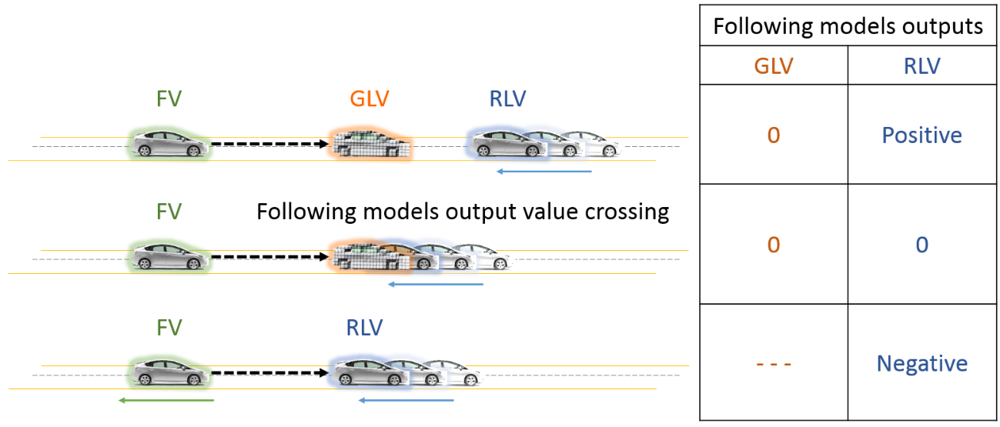 Following models outputs
GLV RLV
FV GLV RLV
0 Positive
FV Following models output value crossing
0 0
FV RLV
- - - Negative